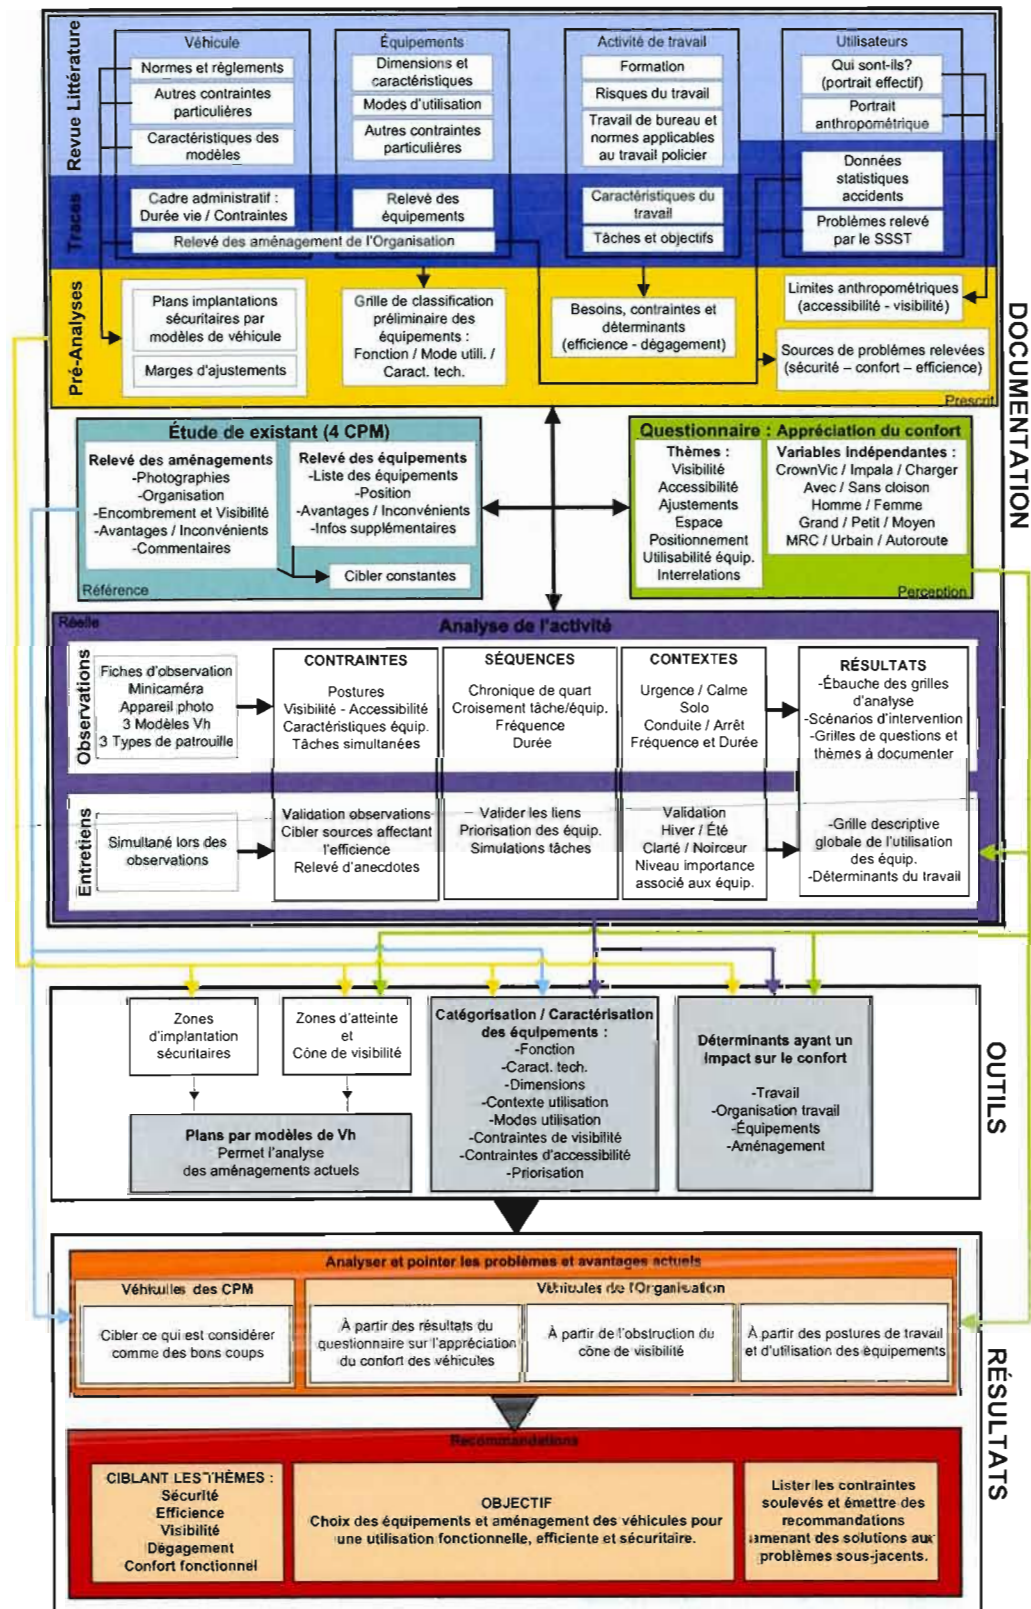 Revue Littérature
Véhicule
Normes et règlements
Autres contraintes
particulières
Caractéristiques des
modèles
Équipements
Dimensions et
caractéristiques
Modes d'utilisation
Autres contraintes
particulières
Activité de travail
Formation
Risques du travail
Travail de bureau et
normes applicables
au travail policier
Utilisateurs
Qui sont-ils?
(portrait effectif)
Portrait
anthropométrique
Traces
Cadre administratif :
Durée vie / Contraintes
Relevé des
équipements
Relevé des aménagement de l'Organisation
Caractéristiques du
travail
Tâches et objectifs
Données
statistiques
accidents
Problèmes relevé
par le SSST
Pré-Analyses
Plans implantations
sécuritaires par
modèles de véhicule
Marges d'ajustements
Grille de classification
préliminaire des
équipements :
Fonction / Mode utili. /
Caract. tech.
Besoins, contraintes et
déterminants
(efficience - dégagement)
Limites anthropométriques
(accessibilité - visibilité)
Sources de problèmes relevées
(sécurité – confort – efficience)
Prescrit
DOCUMENTATION
Étude de existant (4 CPM)
Relevé des aménagements
-Photographies
-Organisation
-Encombrement et Visibilité
-Avantages / Inconvénients
-Commentaires
Relevé des équipements
-Liste des équipements
-Position
-Avantages / Inconvénients
-Infos supplémentaires
Cibler constantes
Référence
Questionnaire : Appréciation du confort
Thèmes :
Visibilité
Accessibilité
Ajustements
Espace
Positionnement
Utilisabilité équip.
Interrelations
Variables Indépendantes :
CrownVic / Impala / Charger
Avec / Sans cloison
Homme / Femme
Grand / Petit / Moyen
MRC / Urbain / Autoroute
Perception
Réelle
Analyse de l'activité
Observations
Fiches d'observation
Minicaméra
Appareil photo
3 Modèles Vh
3 Types de patrouille
CONTRAINTES
Postures
Visibilité - Accessibilité
Caractéristiques équip.
Tâches simultanées
SÉQUENCES
Chronique de quart
Croisement tâche/équip.
Fréquence
Durée
CONTEXTES
Urgence / Calme
Solo
Conduite / Arrêt
Fréquence et Durée
RÉSULTATS
-Ébauche des grilles
d'analyse
-Scénarios d'intervention
-Grilles de questions et
thèmes à documenter
Entretiens
Simultané lors des
observations
Validation observations
Cibler sources affectant
l'efficience
Relevé d'anecdotes
Valider les liens
Priorisation des équip.
Simulations tâches
Validation
Hiver / Été
Clarté / Noirceur
Niveau importance
associé aux équip.
-Grille descriptive
globale de l'utilisation
des équip.
-Déterminants du travail
OUTILS
Zones
d'implantation
sécuritaires
Zones d'atteinte
et
Cône de visibilité
Plans par modèles de Vh
Permet l'analyse
des aménagements actuels
Catégorisation / Caractérisation
des équipements :
-Fonction
-Caract. tech.
-Dimensions
-Contexte utilisation
-Modes utilisation
-Contraintes de visibilité
-Contraintes d'accessibilité
-Priorisation
Déterminants ayant un
impact sur le confort
-Travail
-Organisation travail
-Équipements
-Aménagement
RÉSULTATS
Analyser et pointer les problèmes et avantages actuels
Véhiculles des CPM
Cibler ce qui est considérer
comme des bons coups
Véhicules de l'Organisation
À partir des résultats du
questionnaire sur l'appréciation
du confort des véhicules
À partir de l'obstruction du
cône de visibilité
À partir des postures de travail
et d'utilisation des équipements
Recommandations
CIBLANT LES THÈMES :
Sécurité
Efficience
Visibilité
Dégagement
Confort fonctionnel
OBJECTIF
Choix des équipements et aménagement des véhicules pour
une utilisation fonctionnelle, efficiente et sécuritaire.
Lister les contraintes
soulevés et émettre des
recommandations
amenant des solutions aux
problèmes sous-jacents.